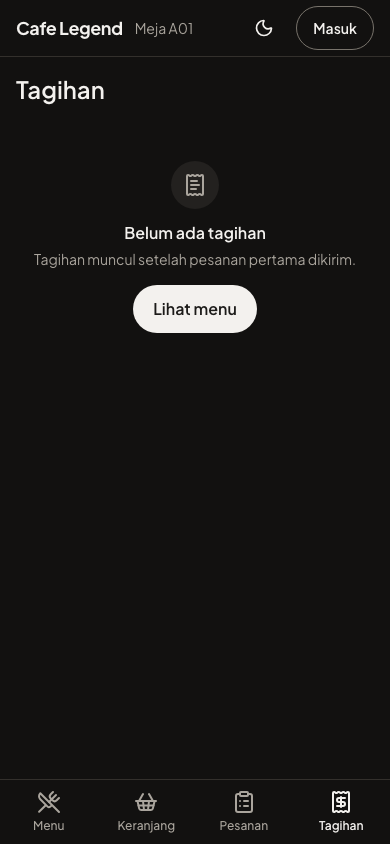 Cafe Legend Meja A01 Masuk
Tagihan
Belum ada tagihan
Tagihan muncul setelah pesanan pertama dikirim.
Lihat menu
Menu Keranjang Pesanan Tagihan